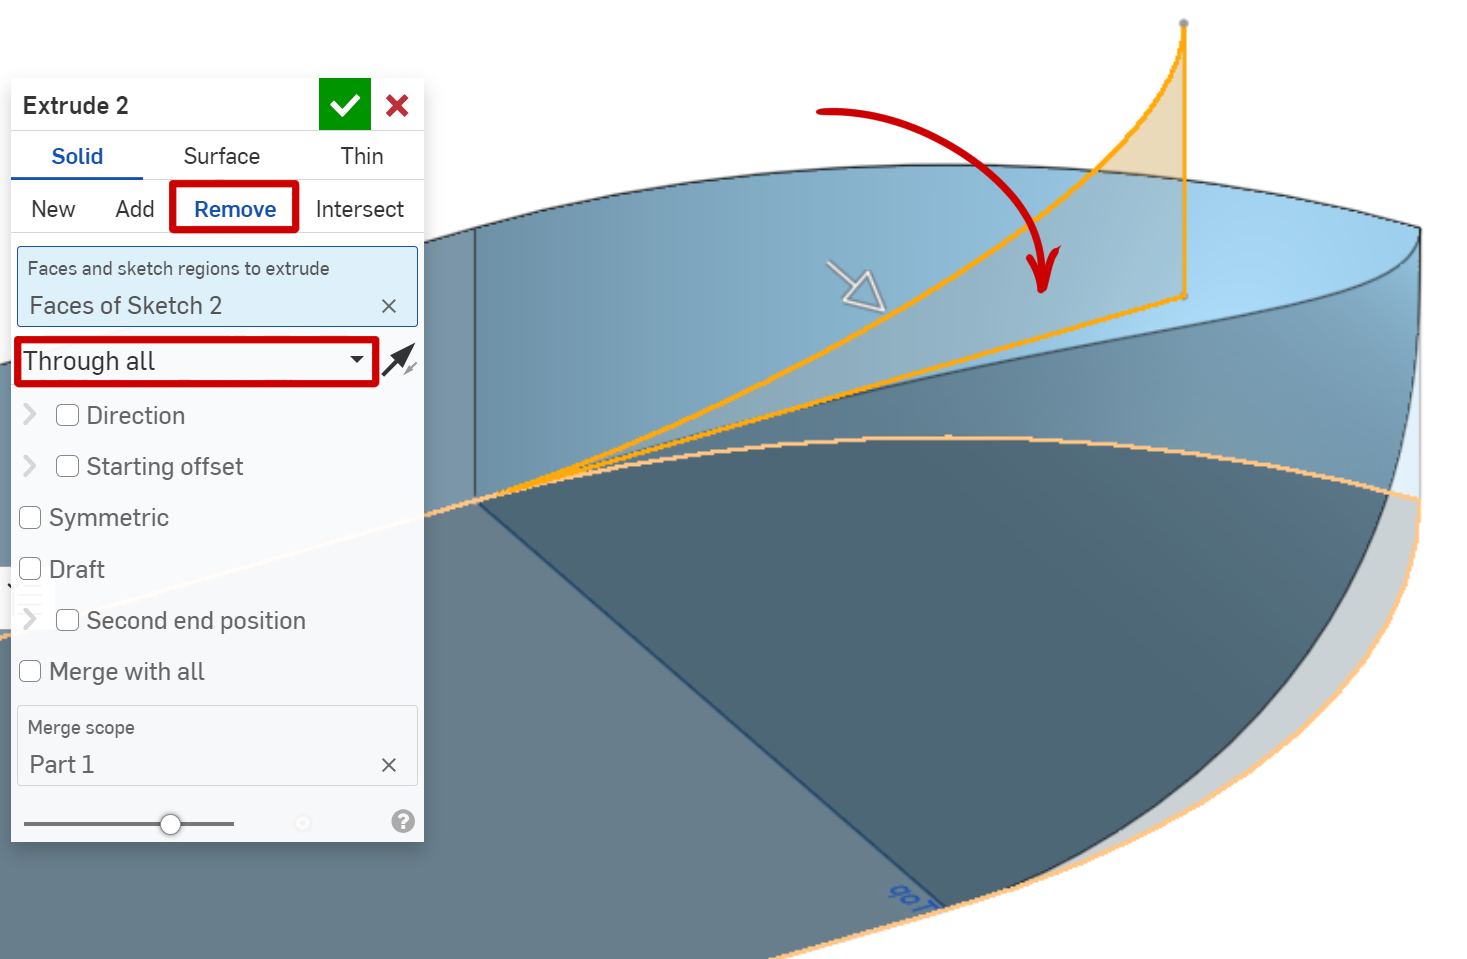 Extrude 2
Solid Surface Thin
New Add Remove Intersect
Faces and sketch regions to extrude
Faces of Sketch 2
Through all
Direction
Starting offset
Symmetric
Draft
Second end position
Merge with all
Merge scope
Part 1
?
Top